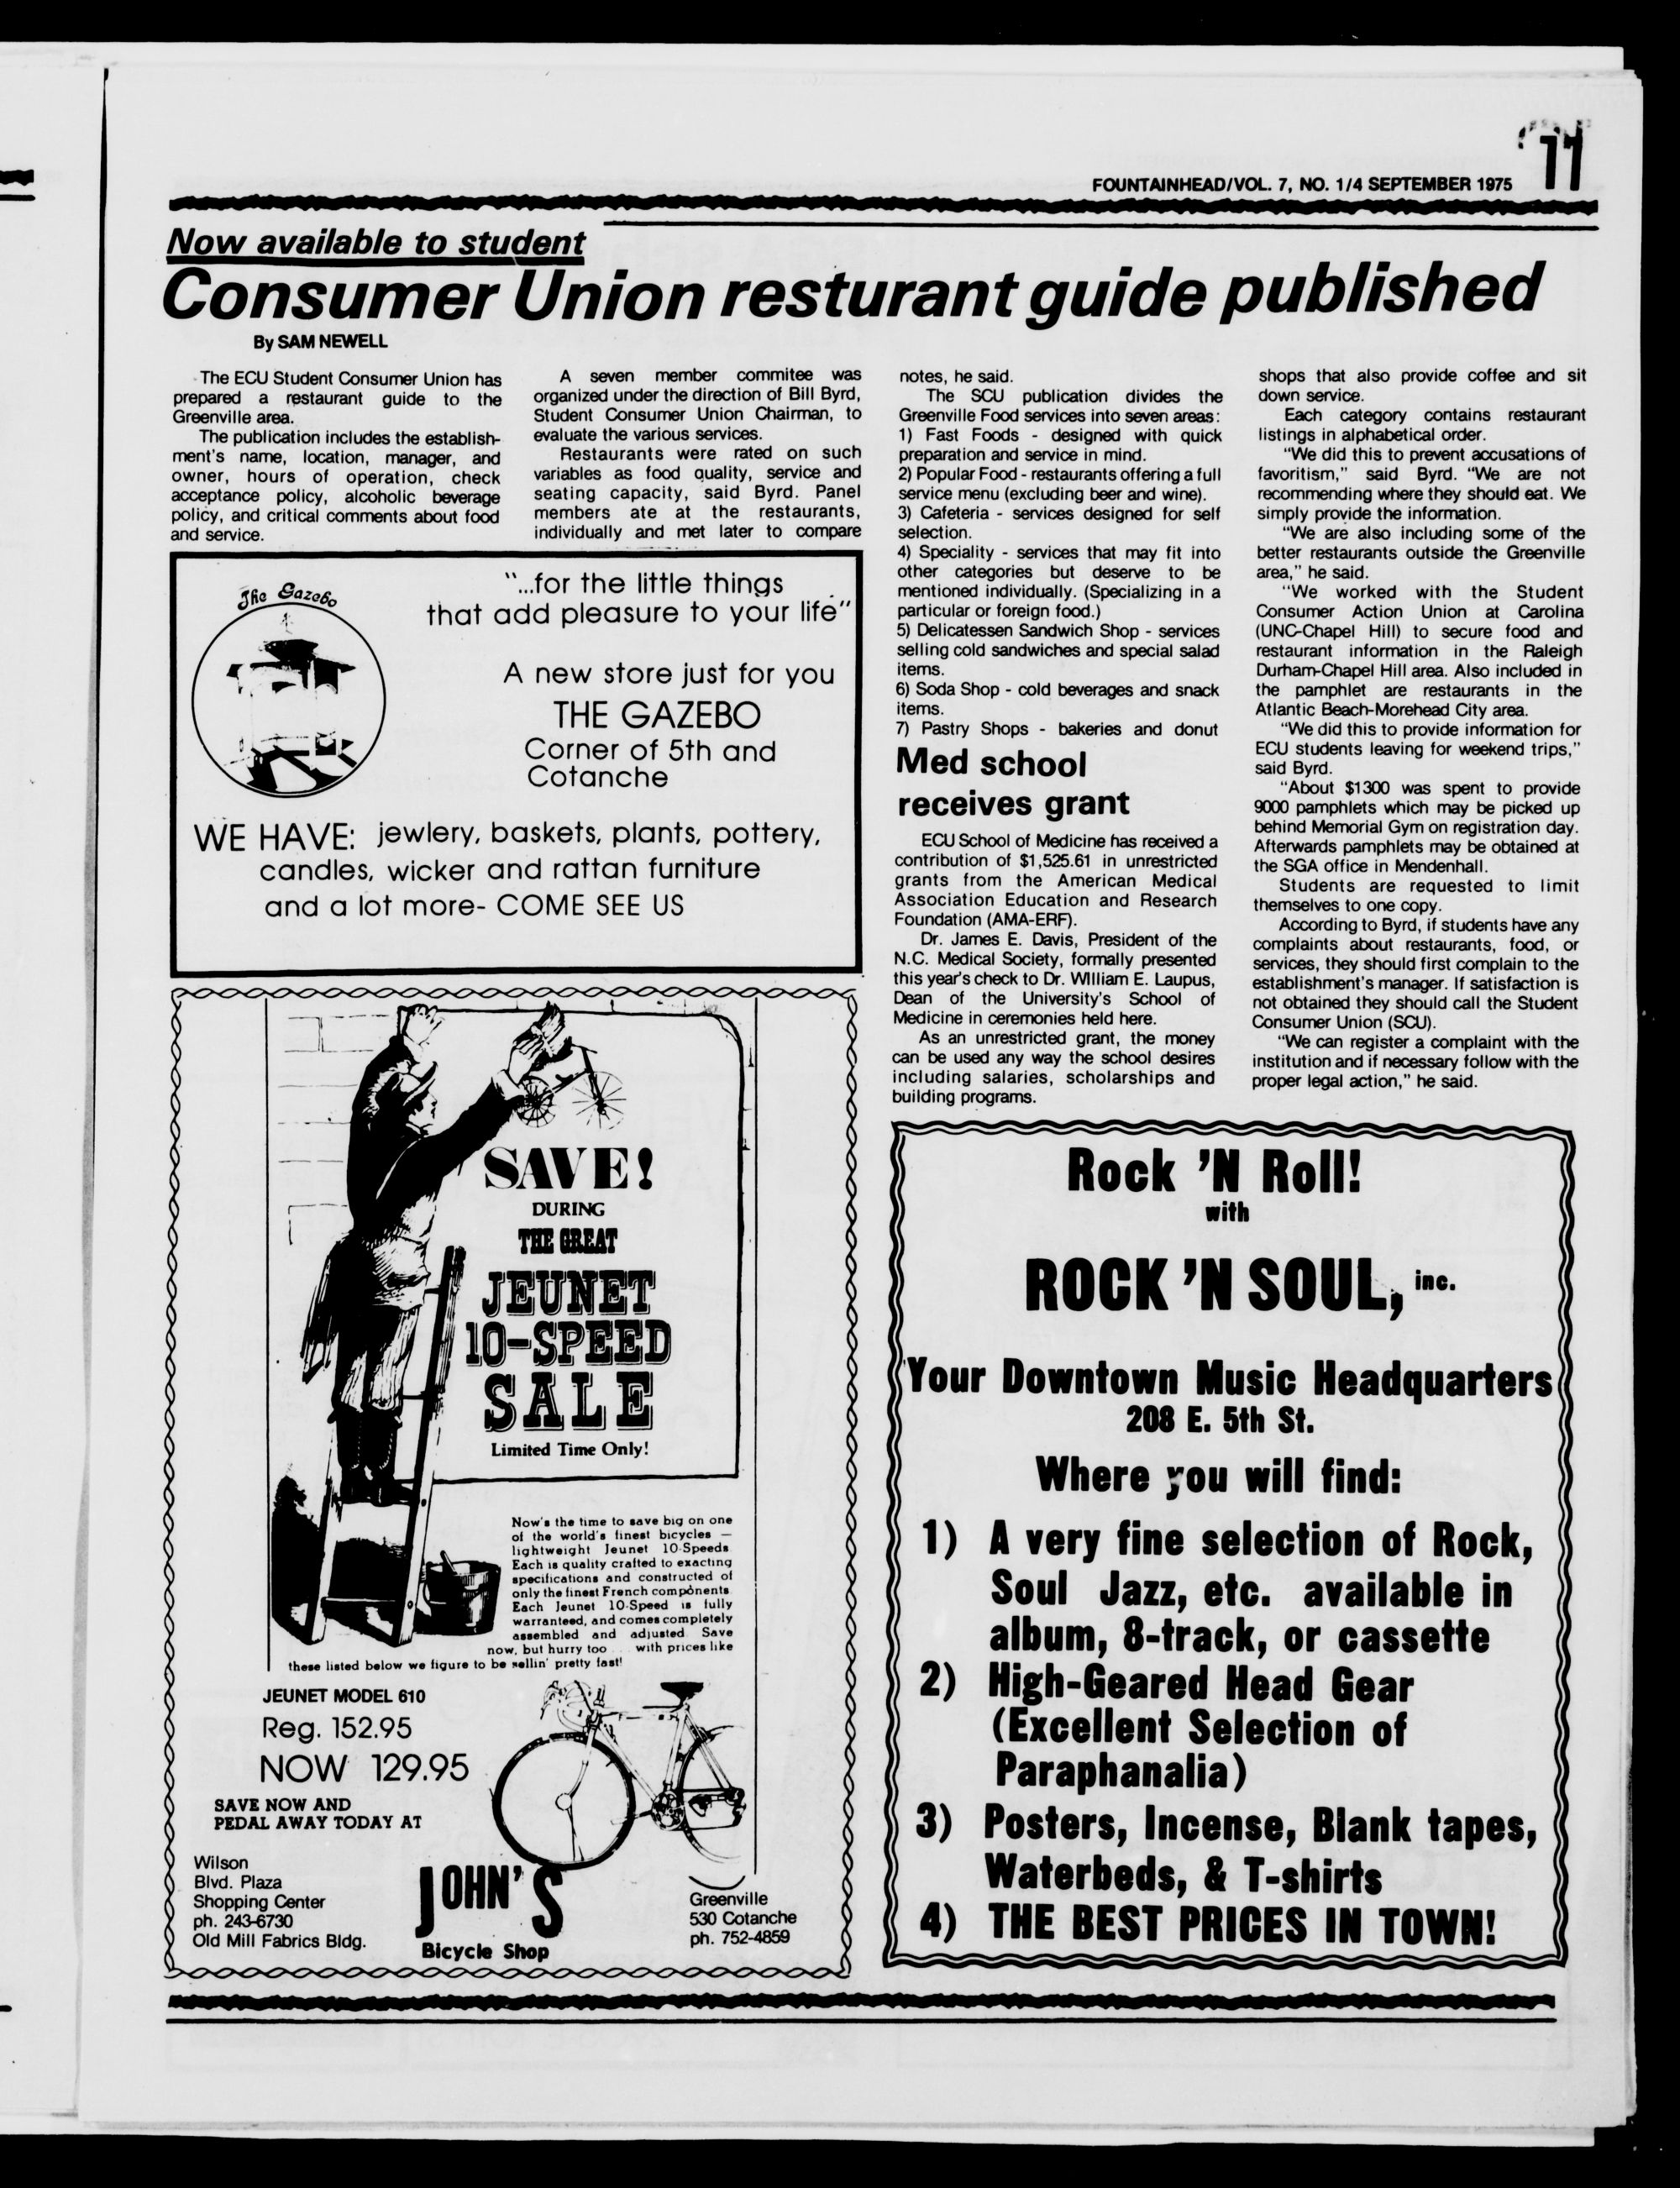 FOUNTAINHEAD/VOL. 7, NO. 1/4 SEPTEMBER 1975
11
Now available to student
Consumer Union resturant guide published
By SAM NEWELL
The ECU Student Consumer Union has
prepared a restaurant guide to the
Greenville area.
The publication includes the establish-
ment's name, location, manager, and
owner, hours of operation, check
acceptance policy, alcoholic beverage
policy, and critical comments about food
and service.
A seven member commitee was
organized under the direction of Bill Byrd,
Student Consumer Union Chairman, to
evaluate the various services.
Restaurants were rated on such
variables as food quality, service and
seating capacity, said Byrd. Panel
members ate at the restaurants,
individually and met later to compare
notes, he said.
The SCU publication divides the
Greenville Food services into seven areas:
1) Fast Foods - designed with quick
preparation and service in mind.
2) Popular Food - restaurants offering a full
service menu (excluding beer and wine).
3) Cafeteria - services designed for self
selection.
4) Speciality - services that may fit into
other categories but deserve to be
mentioned individually. (Specializing in a
particular or foreign food.)
5) Delicatessen Sandwich Shop - services
selling cold sandwiches and special salad
items.
6) Soda Shop - cold beverages and snack
items.
7) Pastry Shops - bakeries and donut
shops that also provide coffee and sit
down service.
Each category contains restaurant
listings in alphabetical order.
"We did this to prevent accusations of
favoritism," said Byrd. "We are not
recommending where they should eat. We
simply provide the information.
"We are also including some of the
better restaurants outside the Greenville
area," he said.
"We worked with the Student
Consumer Action Union at Carolina
(UNC-Chapel Hill) to secure food and
restaurant information in the Raleigh
Durham-Chapel Hill area. Also included in
the pamphlet are restaurants in the
Atlantic Beach-Morehead City area.
"We did this to provide information for
ECU students leaving for weekend trips,"
said Byrd.
"About $1300 was spent to provide
9000 pamphlets which may be picked up
behind Memorial Gym on registration day.
Afterwards pamphlets may be obtained at
the SGA office in Mendenhall.
Students are requested to limit
themselves to one copy.
According to Byrd, if students have any
complaints about restaurants, food, or
services, they should first complain to the
establishment's manager. If satisfaction is
not obtained they should call the Student
Consumer Union (SCU).
"We can register a complaint with the
institution and if necessary follow with the
proper legal action," he said.
Med school
receives grant
ECU School of Medicine has received a
contribution of $1,525.61 in unrestricted
grants from the American Medical
Association Education and Research
Foundation (AMA-ERF).
Dr. James E. Davis, President of the
N.C. Medical Society, formally presented
this year's check to Dr. William E. Laupus,
Dean of the University's School of
Medicine in ceremonies held here.
As an unrestricted grant, the money
can be used any way the school desires
including salaries, scholarships and
building programs.
The Gazebo
"...for the little things
that add pleasure to your life"
A new store just for you
THE GAZEBO
Corner of 5th and
Cotanche
WE HAVE: jewlery, baskets, plants, pottery,
candles, wicker and rattan furniture
and a lot more- COME SEE US
SAVE!
DURING
THE GREAT
JEUNET
10-SPEED
SALE
Limited Time Only!
Now's the time to save big on one
of the world's finest bicycles —
lightweight Jeunet 10-Speeds.
Each is quality crafted to exacting
specifications and constructed of
only the finest French components.
Each Jeunet 10-Speed is fully
warranteed, and comes completely
assembled and adjusted. Save
now, but hurry too . . . with prices like
these listed below we figure to be sellin' pretty fast!
JEUNET MODEL 610
Reg. 152.95
NOW 129.95
SAVE NOW AND
PEDAL AWAY TODAY AT
Wilson
Blvd. Plaza
Shopping Center
ph. 243-6730
Old Mill Fabrics Bldg.
JOHN'S
Bicycle Shop
Greenville
530 Cotanche
ph. 752-4859
Rock 'N Roll!
with
ROCK 'N SOUL, inc.
Your Downtown Music Headquarters
208 E. 5th St.
Where you will find:
1) A very fine selection of Rock,
Soul Jazz, etc. available in
album, 8-track, or cassette
2) High-Geared Head Gear
(Excellent Selection of
Paraphanalia)
3) Posters, Incense, Blank tapes,
Waterbeds, & T-shirts
4) THE BEST PRICES IN TOWN!